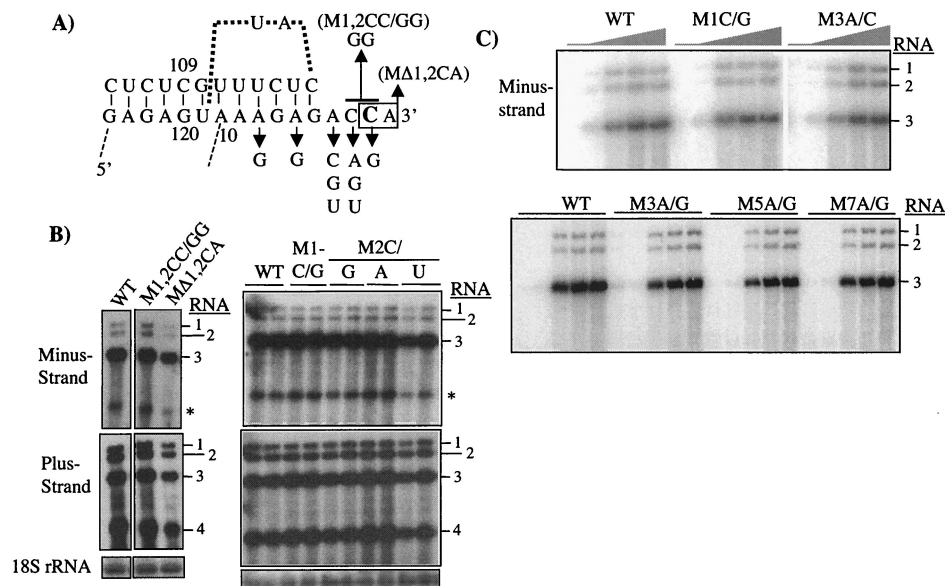 A)
U A
(M1,2CC/GG)
GG
109
(MΔ1,2CA)
C U C U C G U U U C U C
G A G A G U A A A G A G A C C A 3'
120 10
5'
G G C A G
G G
U U
B)
WT
M1,2CC/GG
MΔ1,2CA
RNA
Minus-
Strand
1
2
3
*
Plus-
Strand
1
2
3
4
18S rRNA
M1-
M2C/
WT C/G G A U
RNA
1
2
3
*
1
2
3
4
C)
WT M1C/G M3A/C
RNA
Minus-
strand
1
2
3
WT M3A/G M5A/G M7A/G
RNA
1
2
3